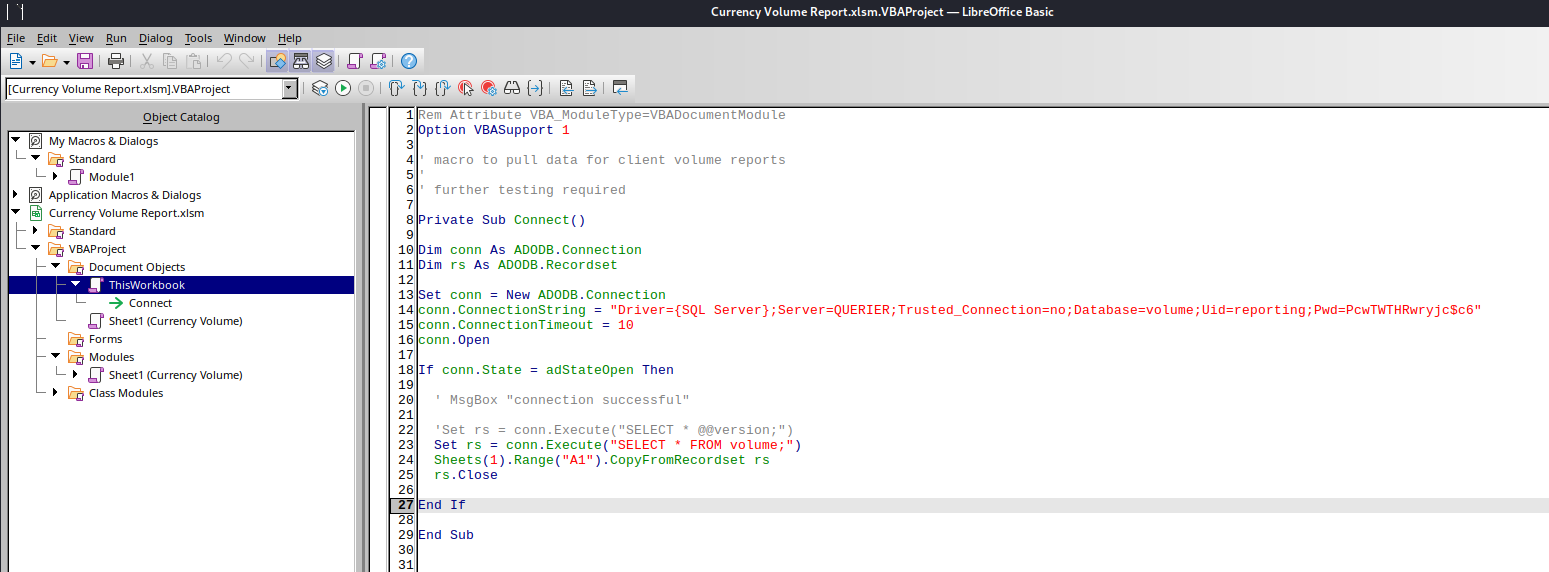 Currency Volume Report.xlsm.VBAProject — LibreOffice Basic
File Edit View Run Dialog Tools Window Help
[Currency Volume Report.xlsm].VBAProject
Object Catalog
My Macros & Dialogs
Standard
Module1
Application Macros & Dialogs
Currency Volume Report.xlsm
Standard
VBAProject
Document Objects
ThisWorkbook
Connect
Sheet1 (Currency Volume)
Forms
Modules
Sheet1 (Currency Volume)
Class Modules
1 Rem Attribute VBA_ModuleType=VBADocumentModule
2 Option VBASupport 1
3
4 ' macro to pull data for client volume reports
5 '
6 ' further testing required
7
8 Private Sub Connect()
9
10 Dim conn As ADODB.Connection
11 Dim rs As ADODB.Recordset
12
13 Set conn = New ADODB.Connection
14 conn.ConnectionString = "Driver={SQL Server};Server=QUERIER;Trusted_Connection=no;Database=volume;Uid=reporting;Pwd=PcwTWTHRwryjc$c6"
15 conn.ConnectionTimeout = 10
16 conn.Open
17
18 If conn.State = adStateOpen Then
19
20   ' MsgBox "connection successful"
21
22   'Set rs = conn.Execute("SELECT * @@version;")
23   Set rs = conn.Execute("SELECT * FROM volume;")
24   Sheets(1).Range("A1").CopyFromRecordset rs
25   rs.Close
26
27 End If
28
29 End Sub
30
31